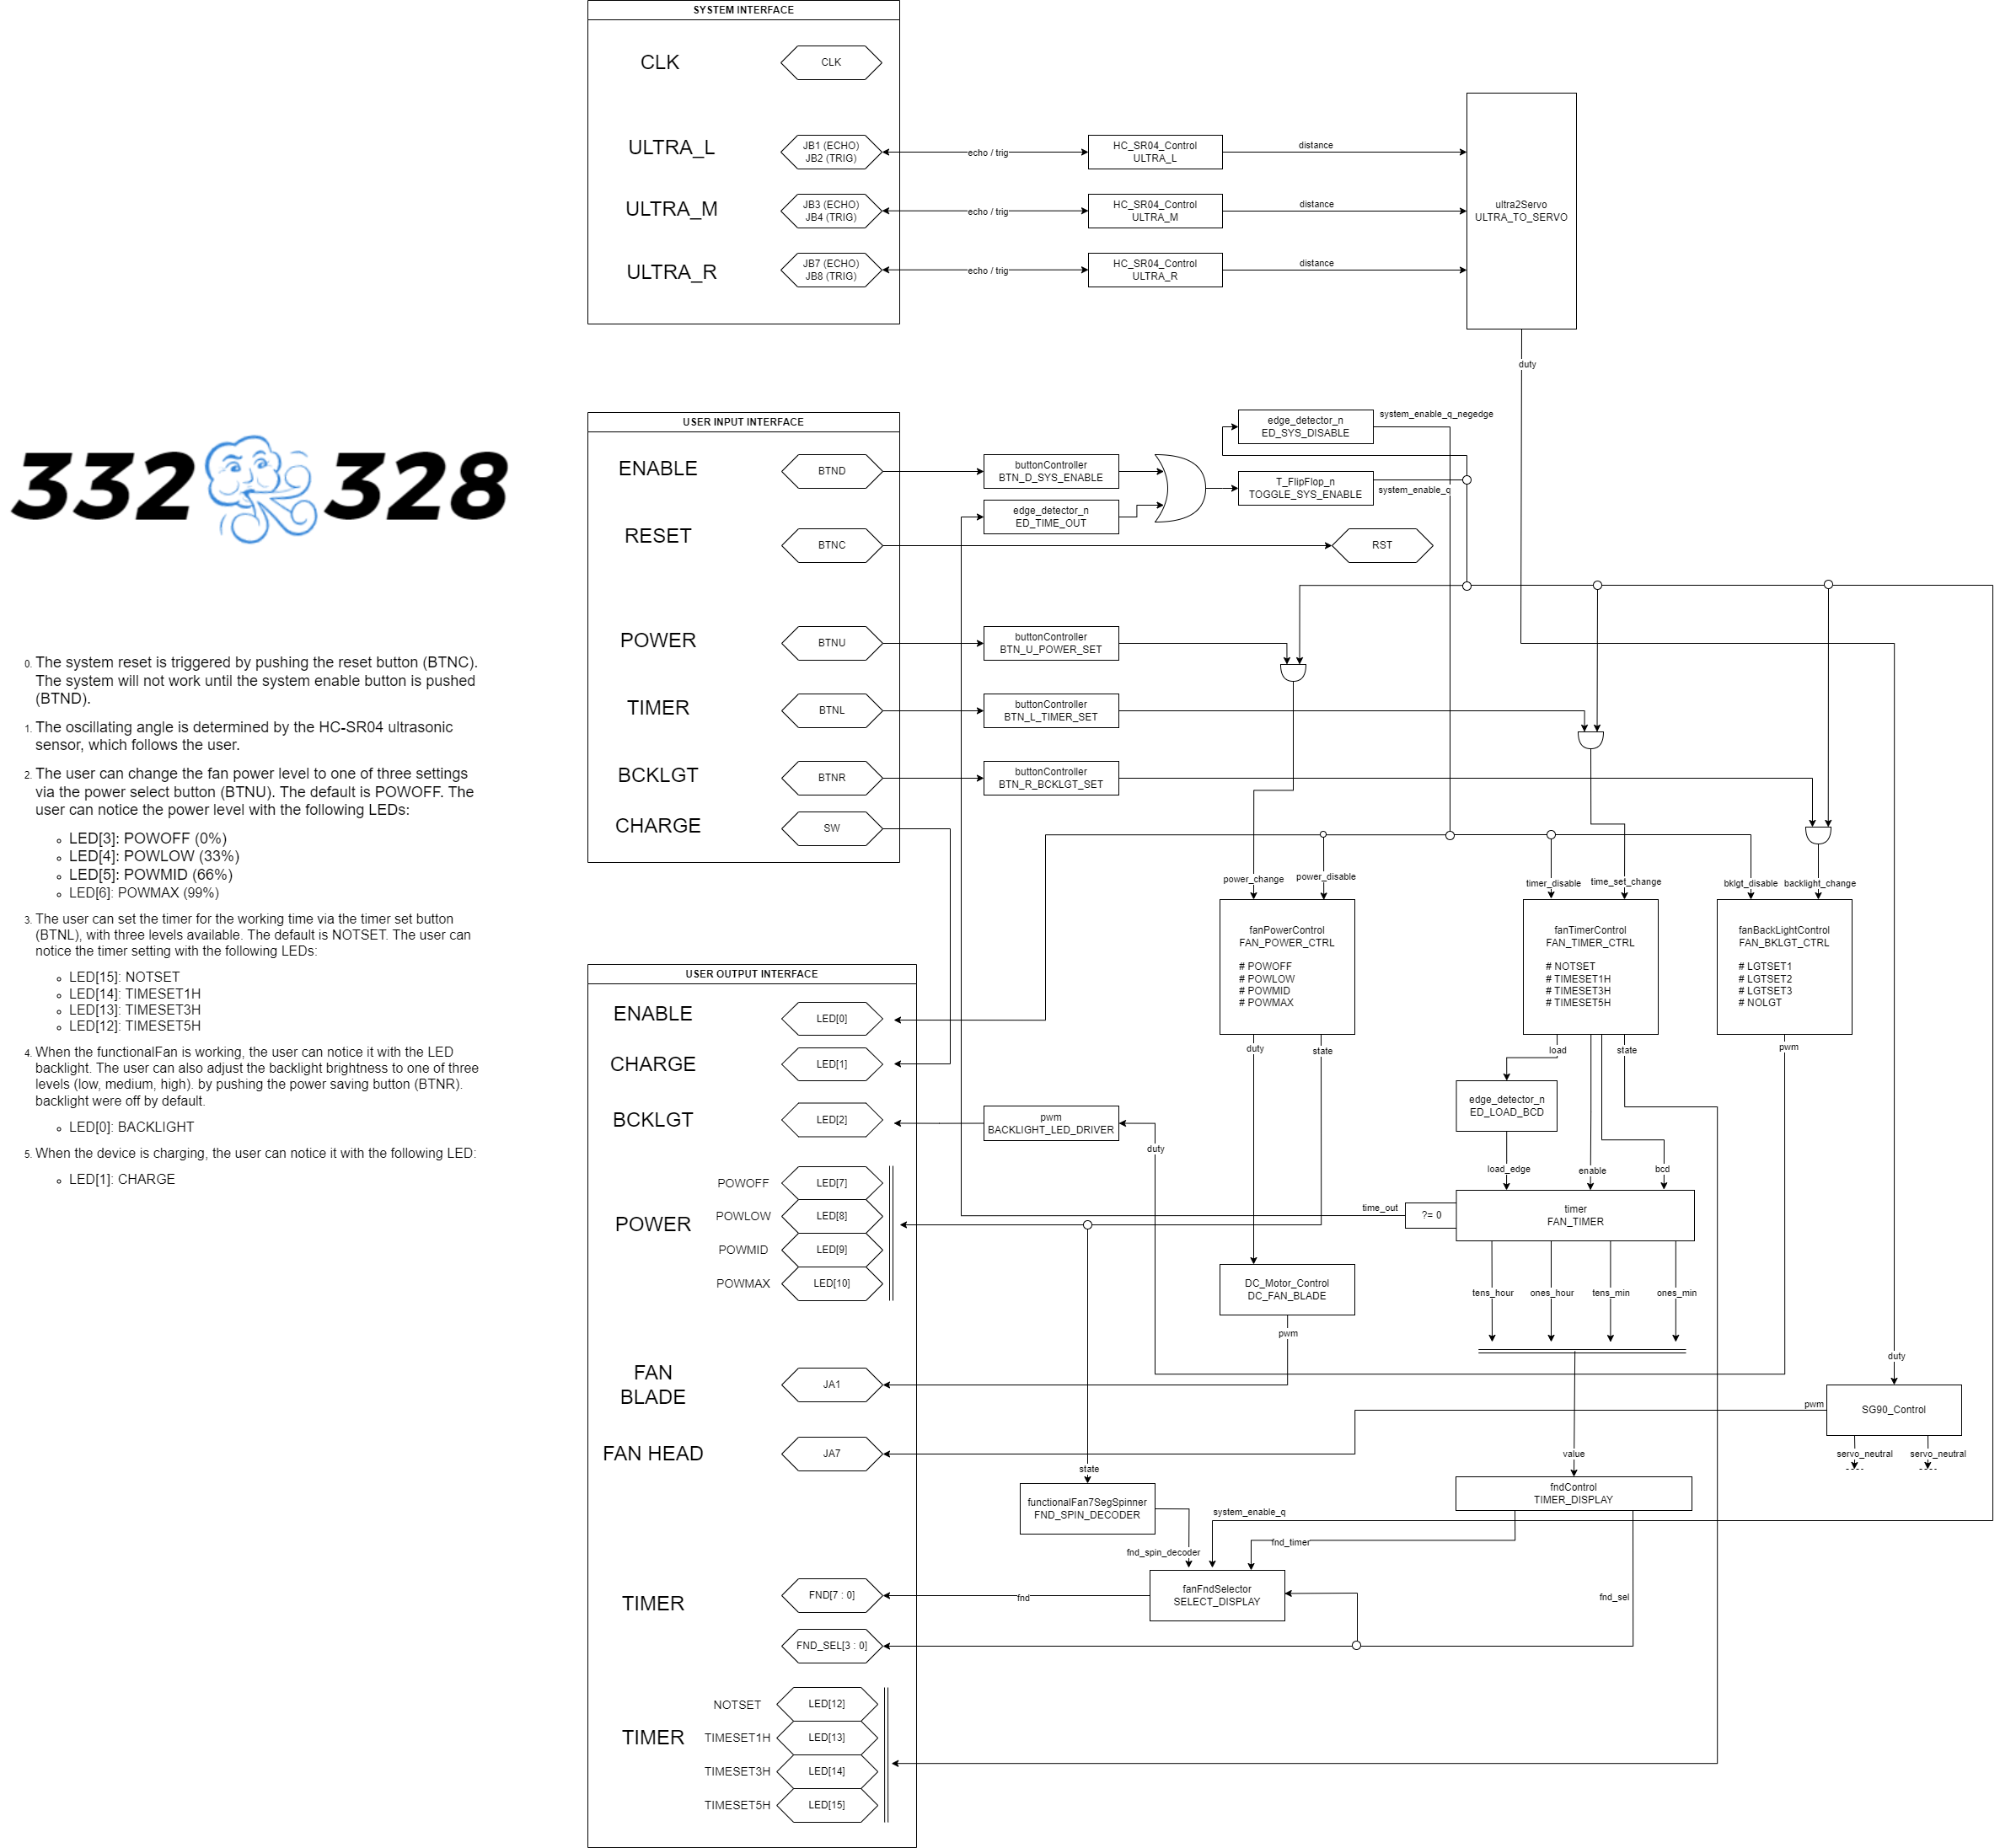 332 328
0. The system reset is triggered by pushing the reset button (BTNC).
The system will not work until the system enable button is pushed
(BTND).
1. The oscillating angle is determined by the HC-SR04 ultrasonic
sensor, which follows the user.
2. The user can change the fan power level to one of three settings
via the power select button (BTNU). The default is POWOFF. The
user can notice the power level with the following LEDs:
LED[3]: POWOFF (0%)
LED[4]: POWLOW (33%)
LED[5]: POWMID (66%)
LED[6]: POWMAX (99%)
3. The user can set the timer for the working time via the timer set button
(BTNL), with three levels available. The default is NOTSET. The user can
notice the timer setting with the following LEDs:
LED[15]: NOTSET
LED[14]: TIMESET1H
LED[13]: TIMESET3H
LED[12]: TIMESET5H
4. When the functionalFan is working, the user can notice it with the LED
backlight. The user can also adjust the backlight brightness to one of three
levels (low, medium, high). by pushing the power saving button (BTNR).
backlight were off by default.
LED[0]: BACKLIGHT
5. When the device is charging, the user can notice it with the following LED:
LED[1]: CHARGE
SYSTEM INTERFACE
CLK
CLK
ULTRA_L
JB1 (ECHO)
JB2 (TRIG)
echo / trig
HC_SR04_Control
ULTRA_L
distance
ULTRA_M
JB3 (ECHO)
JB4 (TRIG)
echo / trig
HC_SR04_Control
ULTRA_M
distance
ULTRA_R
JB7 (ECHO)
JB8 (TRIG)
echo / trig
HC_SR04_Control
ULTRA_R
distance
ultra2Servo
ULTRA_TO_SERVO
duty
USER INPUT INTERFACE
ENABLE
BTND
buttonController
BTN_D_SYS_ENABLE
edge_detector_n
ED_TIME_OUT
edge_detector_n
ED_SYS_DISABLE
system_enable_q_negedge
T_FlipFlop_n
TOGGLE_SYS_ENABLE
system_enable_q
RESET
BTNC
RST
POWER
BTNU
buttonController
BTN_U_POWER_SET
TIMER
BTNL
buttonController
BTN_L_TIMER_SET
BCKLGT
BTNR
buttonController
BTN_R_BCKLGT_SET
CHARGE
SW
power_change
power_disable
timer_disable
time_set_change
bklgt_disable
backlight_change
fanPowerControl
FAN_POWER_CTRL
# POWOFF
# POWLOW
# POWMID
# POWMAX
fanTimerControl
FAN_TIMER_CTRL
# NOTSET
# TIMESET1H
# TIMESET3H
# TIMESET5H
fanBackLightControl
FAN_BKLGT_CTRL
# LGTSET1
# LGTSET2
# LGTSET3
# NOLGT
duty
state
load
state
pwm
edge_detector_n
ED_LOAD_BCD
load_edge
enable
bcd
time_out
?= 0
timer
FAN_TIMER
tens_hour
ones_hour
tens_min
ones_min
USER OUTPUT INTERFACE
ENABLE
LED[0]
CHARGE
LED[1]
BCKLGT
LED[2]
pwm
BACKLIGHT_LED_DRIVER
duty
POWER
POWOFF
LED[7]
POWLOW
LED[8]
POWMID
LED[9]
POWMAX
LED[10]
DC_Motor_Control
DC_FAN_BLADE
pwm
FAN
BLADE
JA1
FAN HEAD
JA7
duty
pwm
SG90_Control
servo_neutral
servo_neutral
state
value
functionalFan7SegSpinner
FND_SPIN_DECODER
fndControl
TIMER_DISPLAY
system_enable_q
fnd_timer
fnd_spin_decoder
fanFndSelector
SELECT_DISPLAY
fnd_sel
TIMER
FND[7 : 0]
fnd
FND_SEL[3 : 0]
TIMER
NOTSET
LED[12]
TIMESET1H
LED[13]
TIMESET3H
LED[14]
TIMESET5H
LED[15]